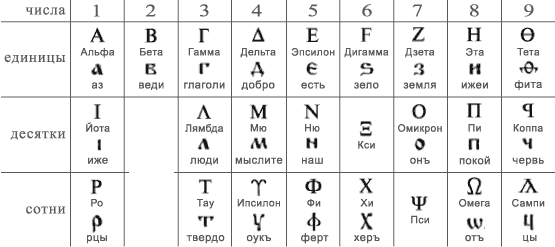 числа 1 2 3 4 5 6 7 8 9
Α Β Γ Δ Ε Ϝ Ζ Η Θ
единицы Альфа Бета Гамма Дельта Эпсилон Дигамма Дзета Эта Тета
а в г д є ѕ з и ѳ
аз веди глаголи добро есть зело земля ижеи фита
Ι Λ Μ Ν Ξ Ο Π Ϥ
десятки Йота Лямбда Мю Ню Кси Омикрон Пи Коппа
і л м н о п ч
иже люди мыслите наш онъ покой червь
Ρ Τ ϒ Φ Χ Ψ Ω Ѧ
сотни Ро Тау Ипсилон Фи Хи Пси Омега Сампи
р т у ф х ѡ ц
рцы твердо оукъ ферт херъ отъ цы